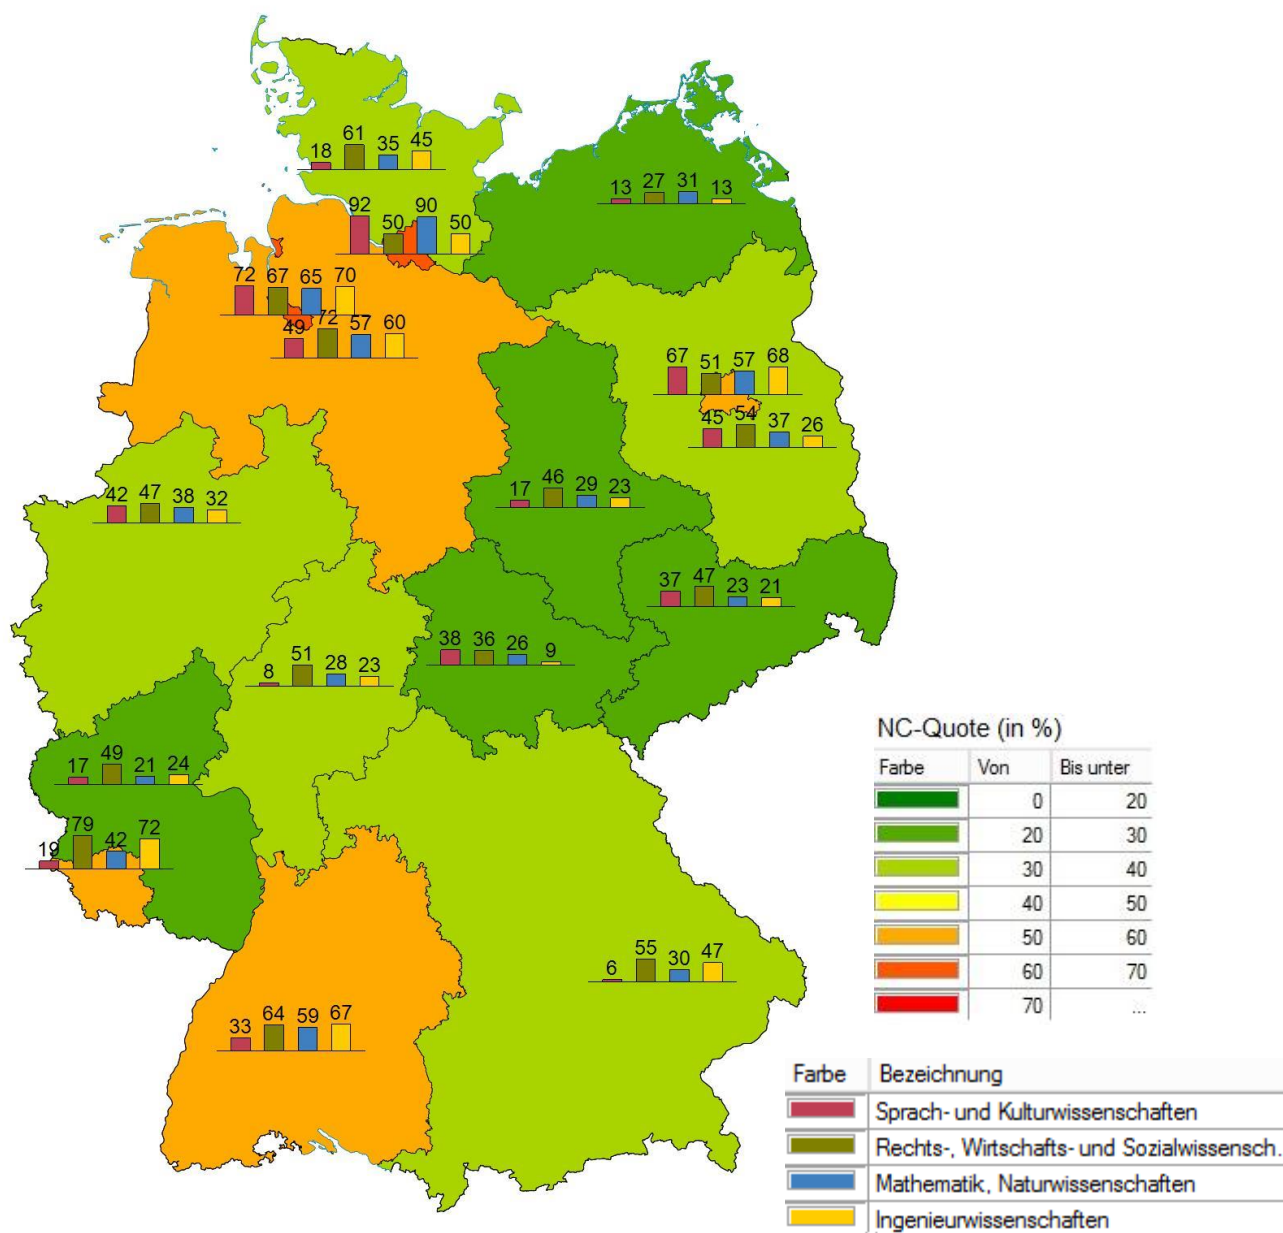 18 61 35 45
13 27 31 13
92 50 90 50
72 67 65 70
49 72 57 60
67 51 57 68
45 54 37 26
17 46 29 23
42 47 38 32
37 47 23 21
38 36 26 9
8 51 28 23
17 49 21 24
19 79 42 72
6 55 30 47
33 64 59 67
NC-Quote (in %)
Farbe Von Bis unter
0 20
20 30
30 40
40 50
50 60
60 70
70 ...
Farbe Bezeichnung
Sprach- und Kulturwissenschaften
Rechts-, Wirtschafts- und Sozialwissensch.
Mathematik, Naturwissenschaften
Ingenieurwissenschaften